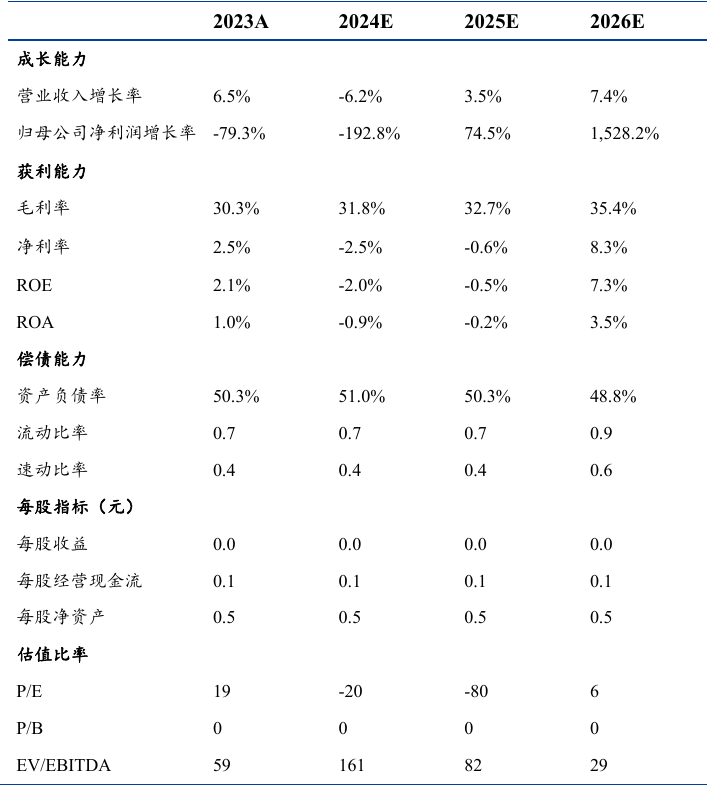 2023A 2024E 2025E 2026E
成长能力
营业收入增长率 6.5% -6.2% 3.5% 7.4%
归母公司净利润增长率 -79.3% -192.8% 74.5% 1,528.2%
获利能力
毛利率 30.3% 31.8% 32.7% 35.4%
净利率 2.5% -2.5% -0.6% 8.3%
ROE 2.1% -2.0% -0.5% 7.3%
ROA 1.0% -0.9% -0.2% 3.5%
偿债能力
资产负债率 50.3% 51.0% 50.3% 48.8%
流动比率 0.7 0.7 0.7 0.9
速动比率 0.4 0.4 0.4 0.6
每股指标（元）
每股收益 0.0 0.0 0.0 0.0
每股经营现金流 0.1 0.1 0.1 0.1
每股净资产 0.5 0.5 0.5 0.5
估值比率
P/E 19 -20 -80 6
P/B 0 0 0 0
EV/EBITDA 59 161 82 29